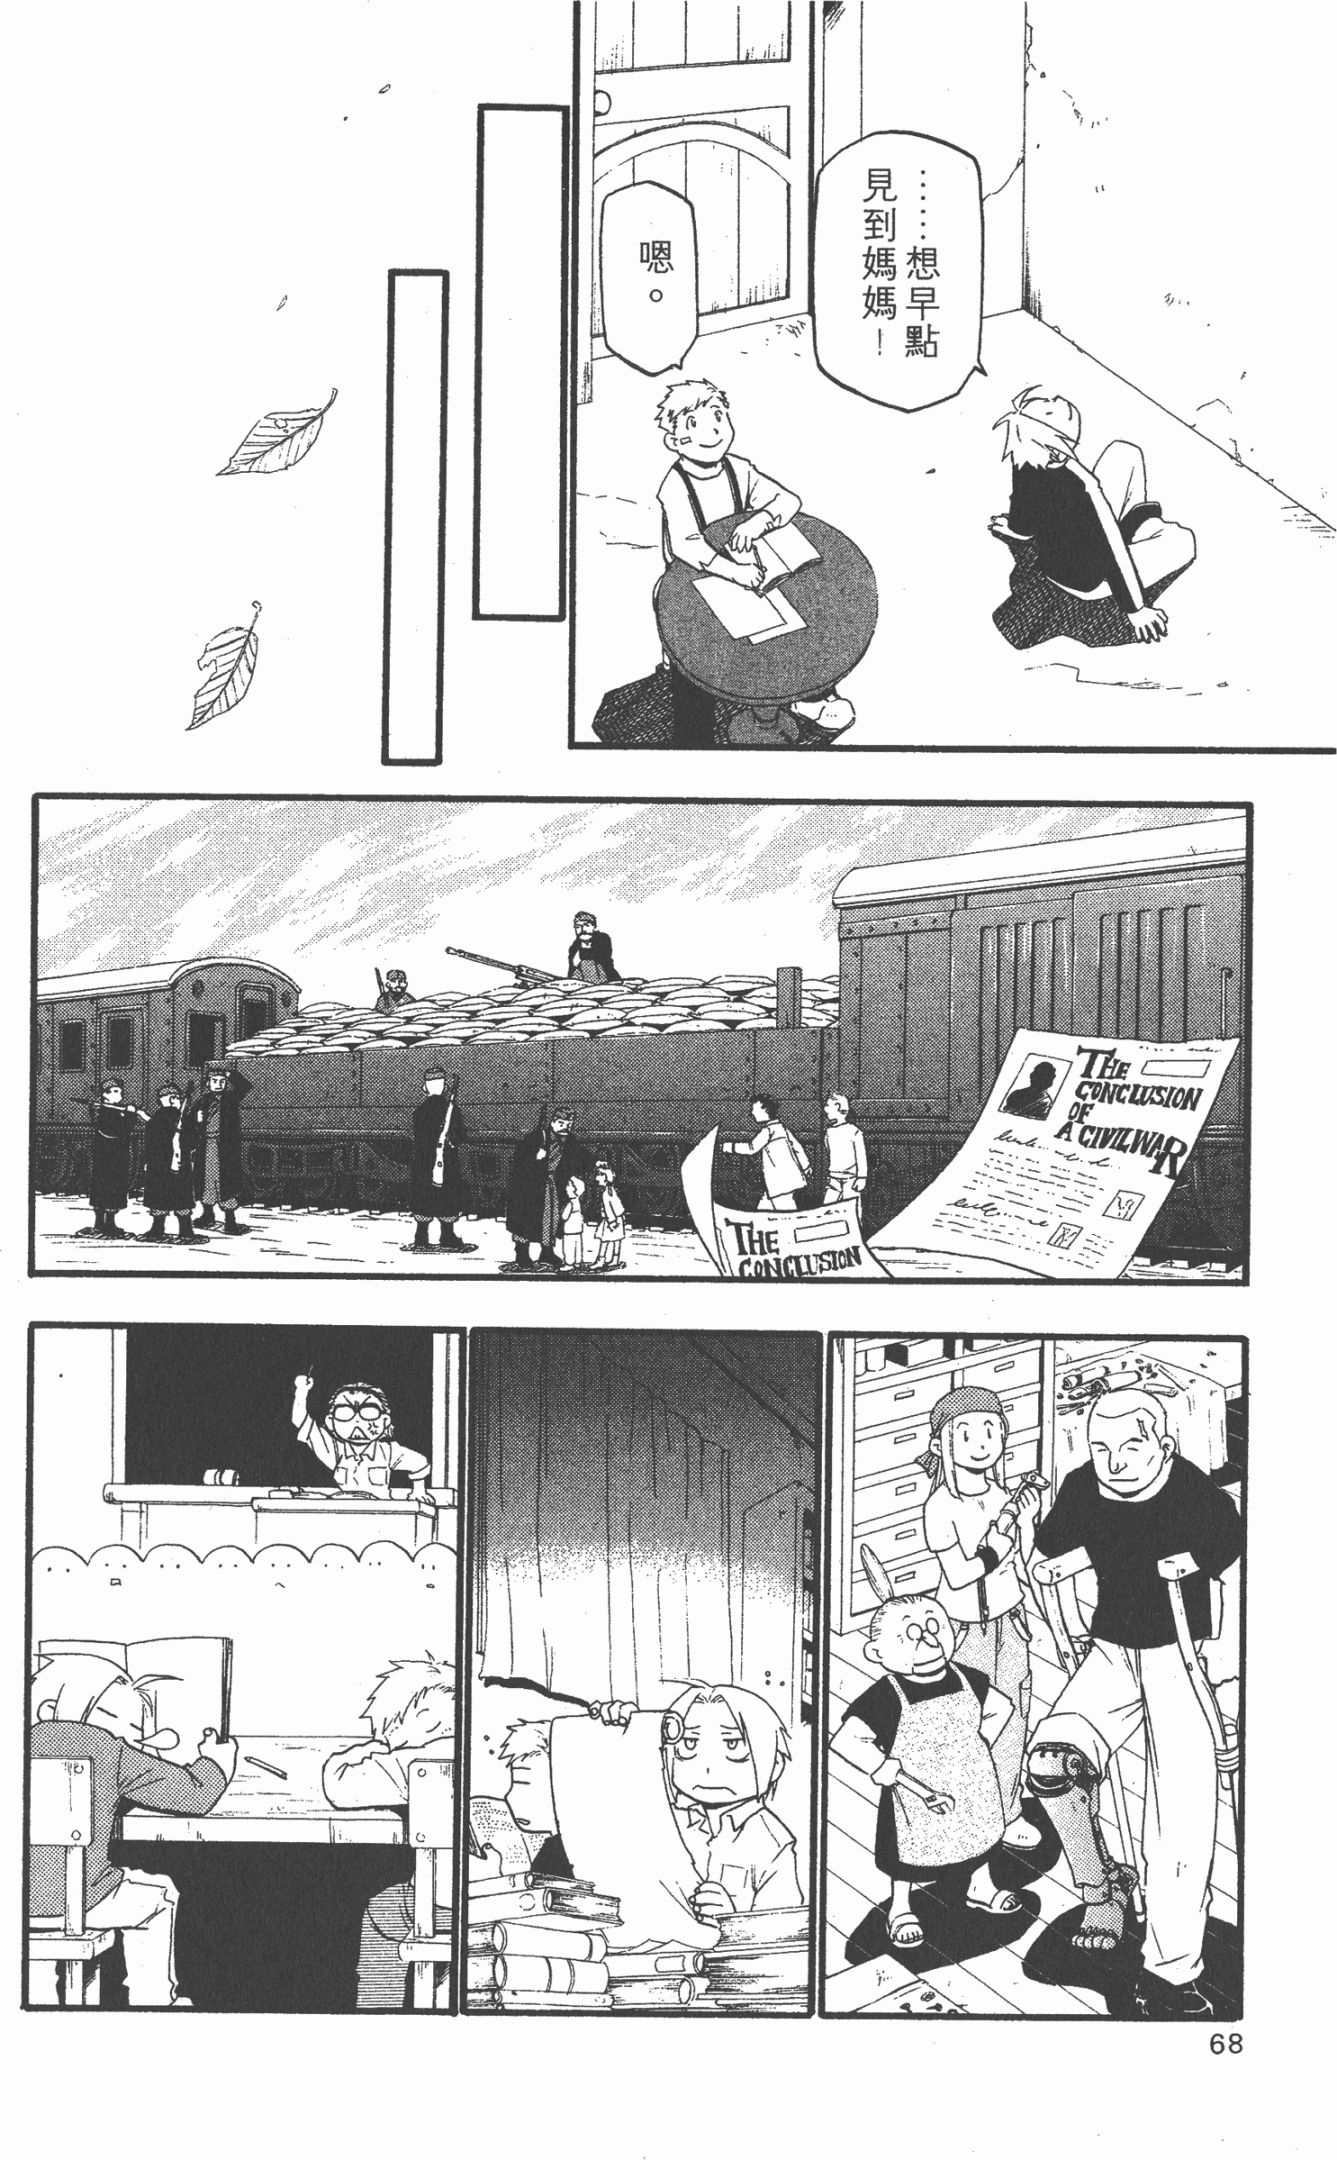 ……想早點
見到媽媽！
嗯。
THE
CONCLUSION
OF
A CIVIL WAR
THE
CONCLUSION
68